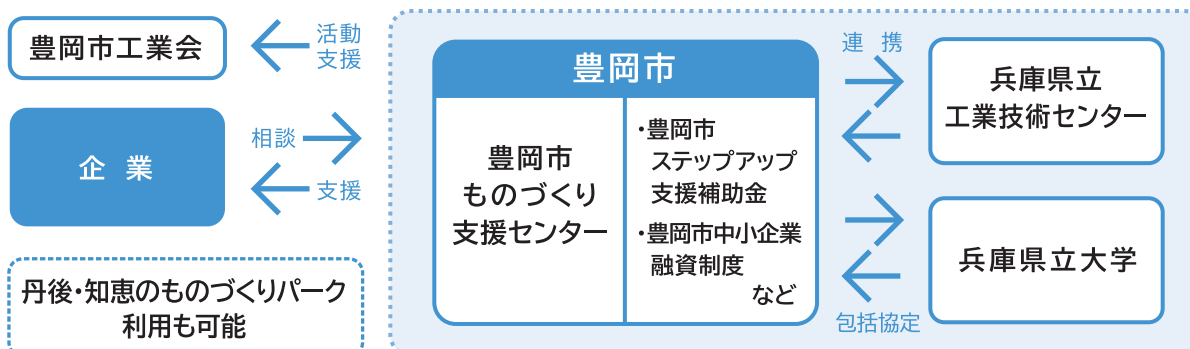 豊岡市工業会
活動
支援
企業
相談
支援
丹後・知恵のものづくりパーク
利用も可能
豊岡市
豊岡市
ものづくり
支援センター
・豊岡市
ステップアップ
支援補助金
・豊岡市中小企業
融資制度
など
連携
兵庫県立
工業技術センター
兵庫県立大学
包括協定